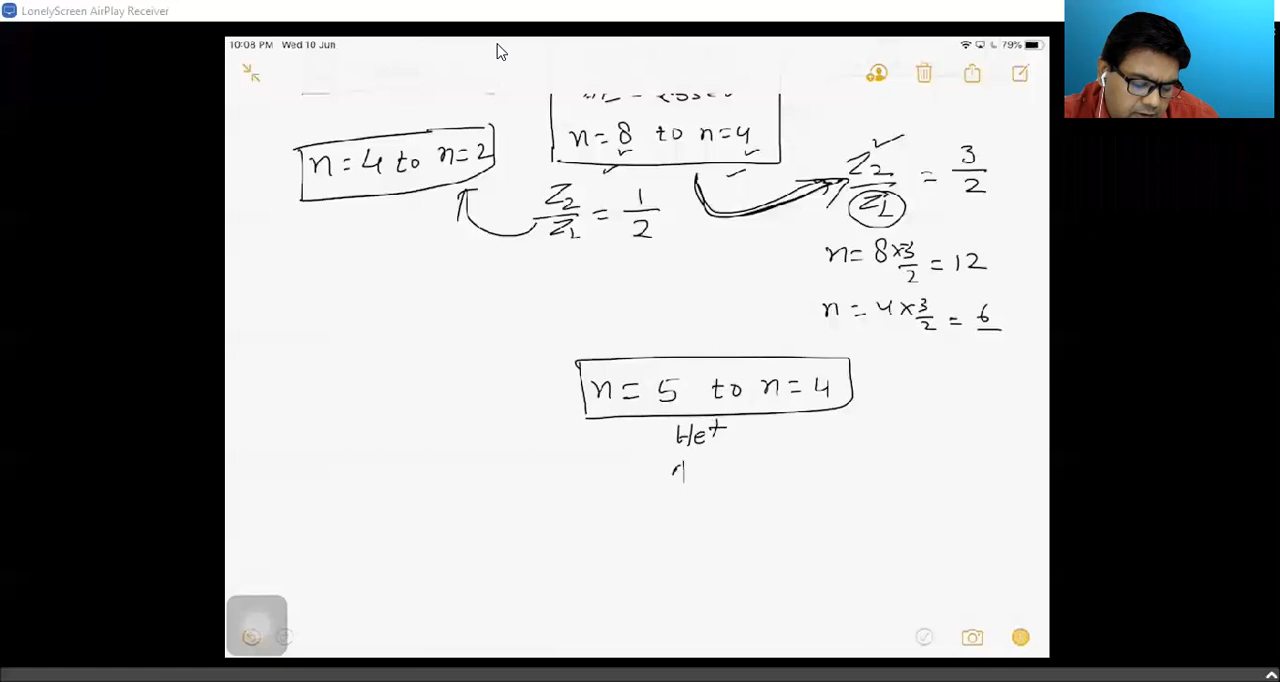 LonelyScreen AirPlay Receiver
10:08 PM Wed 10 Jun
79%
n=8 to n=4
n=4 to n=2
Z2/Z1 = 1/2
Z2/Z1 = 3/2
n= 8×3/2 = 12
n = 4×3/2 = 6
n= 5 to n= 4
He+